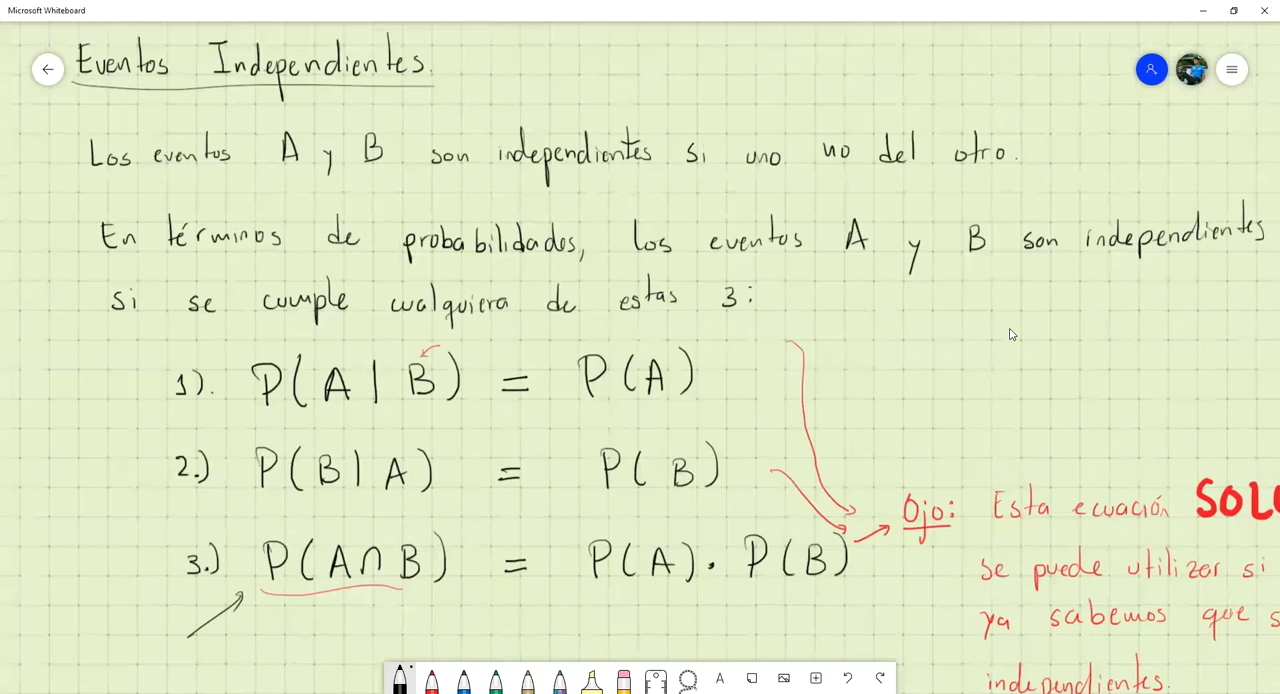 Microsoft Whiteboard
Eventos Independientes.
Los eventos A y B son independientes si uno no del otro.
En términos de probabilidades, los eventos A y B son independientes
si se cumple cualquiera de estas 3:
1). P(A | B) = P(A)
2.) P(B | A) = P(B)
3.) P(A ∩ B) = P(A) . P(B)
Ojo: Esta ecuación SOLO
se puede utilizar si
ya sabemos que s
independientes.
A